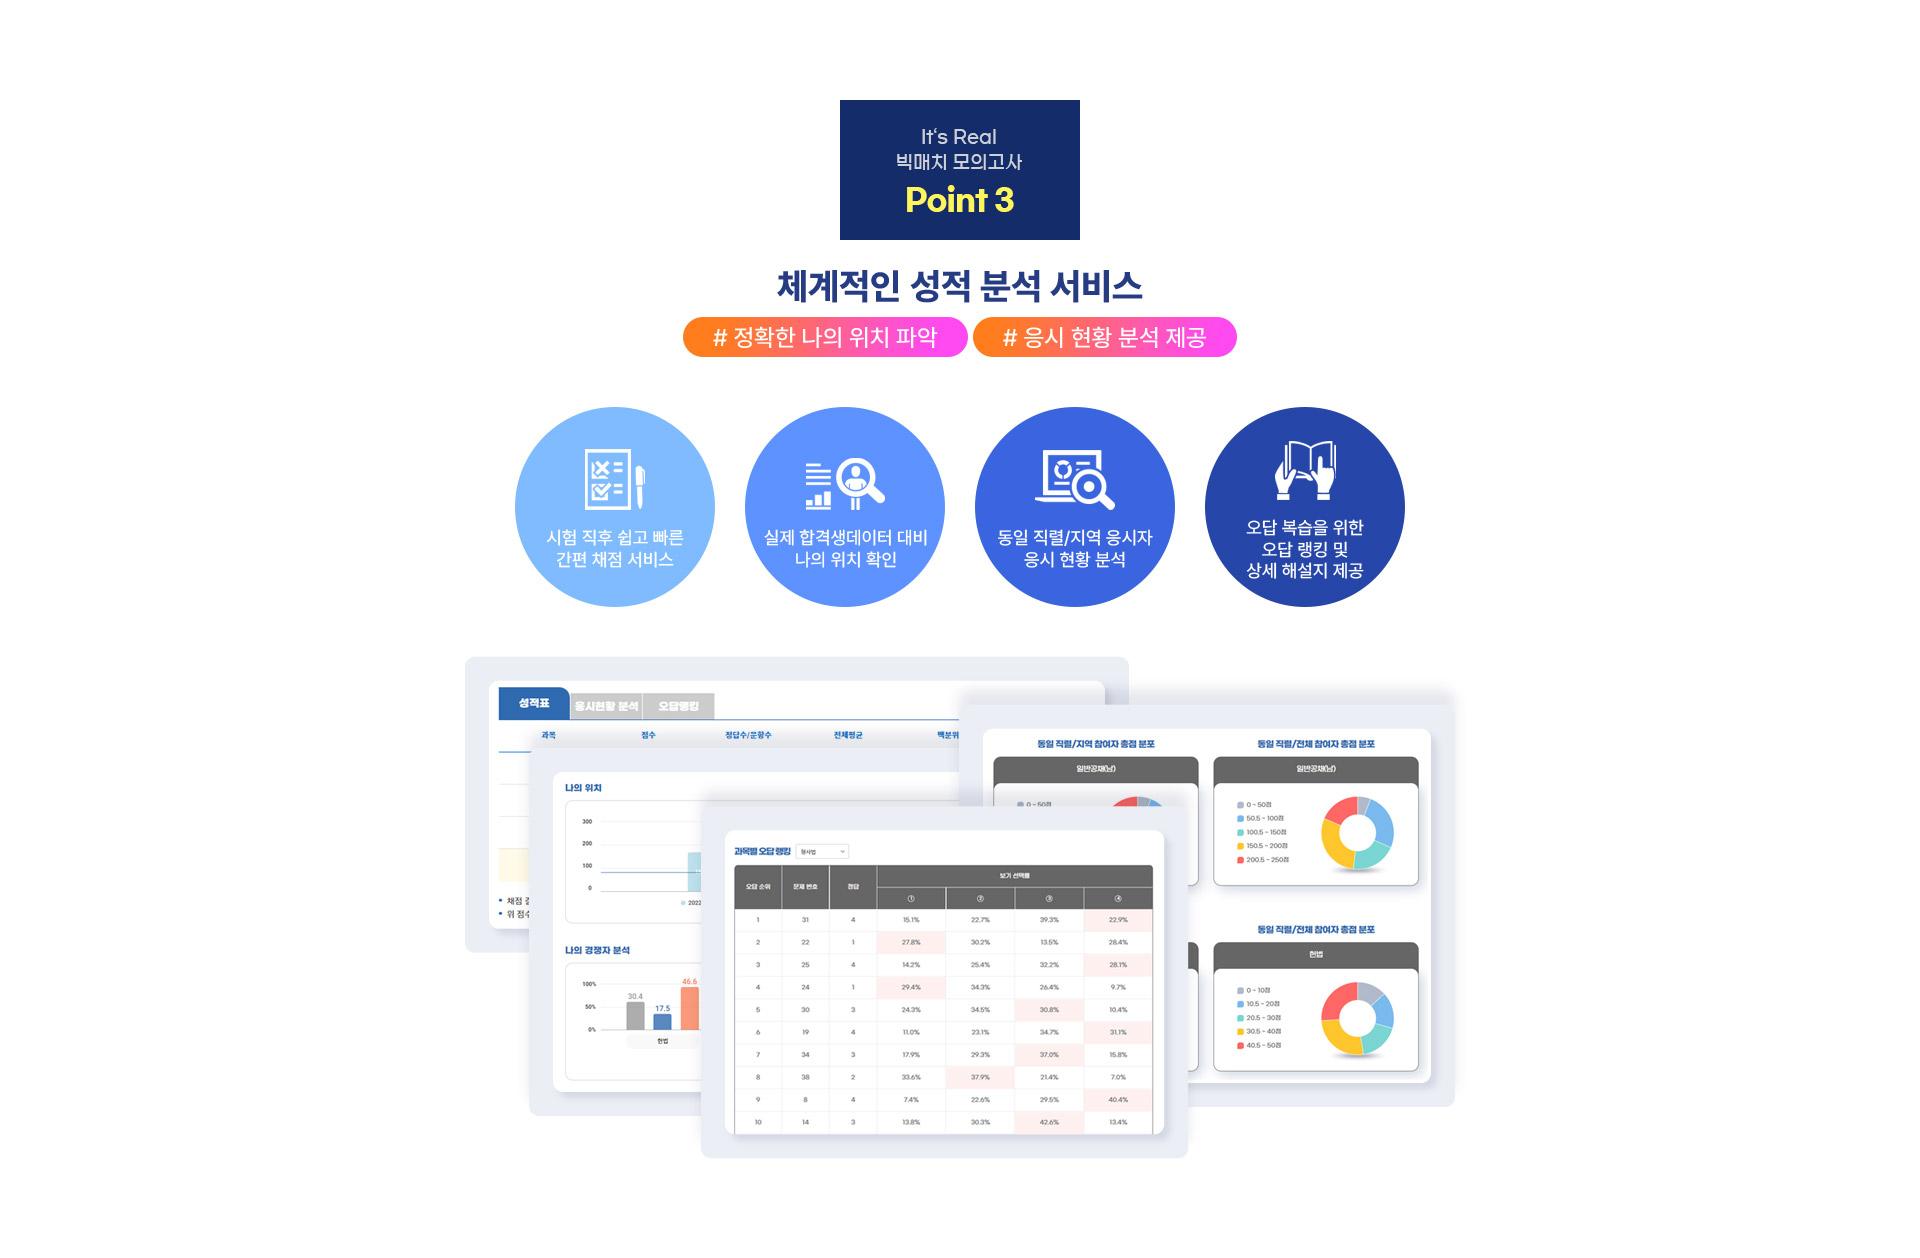 It‘s Real
빅매치 모의고사
Point 3
체계적인 성적 분석 서비스
# 정확한 나의 위치 파악
# 응시 현황 분석 제공
시험 직후 쉽고 빠른
간편 채점 서비스
실제 합격생데이터 대비
나의 위치 확인
동일 직렬/지역 응시자
응시 현황 분석
오답 복습을 위한
오답 랭킹 및
상세 해설지 제공
성적표 응시현황 분석 오답랭킹
과목 점수 정답수/문항수 전체평균 백분위
• 채점
• 위 점수
나의 위치
300
200
100
0
2022
나의 경쟁자 분석
100%
50%
0%
30.4 17.5 46.6
헌법
동일 직렬/지역 참여자 총점 분포
일반공채(남)
0 ~ 50점
동일 직렬/전체 참여자 총점 분포
일반공채(남)
0 ~ 50점
50.5 ~ 100점
100.5 ~ 150점
150.5 ~ 200점
200.5 ~ 250점
동일 직렬/전체 참여자 총점 분포
헌법
0 ~ 10점
10.5 ~ 20점
20.5 ~ 30점
30.5 ~ 40점
40.5 ~ 50점
과목별 오답 랭킹 형사법
오답 순위 문제 번호 정답 보기 선택률
① ② ③ ④
1 31 4 15.1% 22.7% 39.3% 22.9%
2 22 1 27.8% 30.2% 13.5% 28.4%
3 25 4 14.2% 25.4% 32.2% 28.1%
4 24 1 29.4% 34.3% 26.4% 9.7%
5 30 3 24.3% 34.5% 30.8% 10.4%
6 19 4 11.0% 23.1% 34.7% 31.1%
7 34 3 17.9% 29.3% 37.0% 15.8%
8 38 2 33.6% 37.9% 21.4% 7.0%
9 8 4 7.4% 22.6% 29.5% 40.4%
10 14 3 13.8% 30.3% 42.6% 13.4%